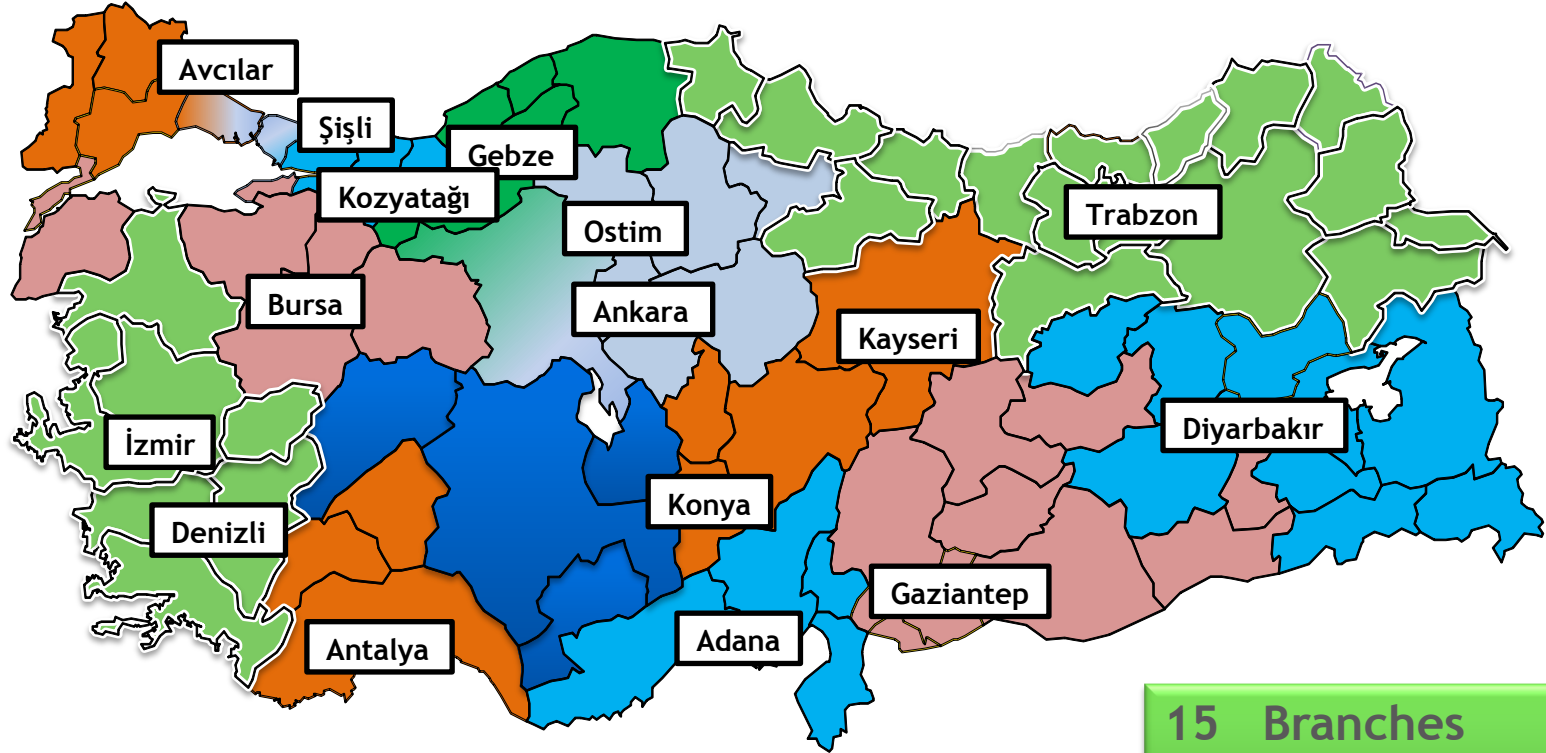 Avcılar
Şişli
Gebze
Kozyatağı
Trabzon
Ostim
Bursa
Ankara
Kayseri
İzmir
Diyarbakır
Konya
Denizli
Gaziantep
Adana
Antalya
15 Branches